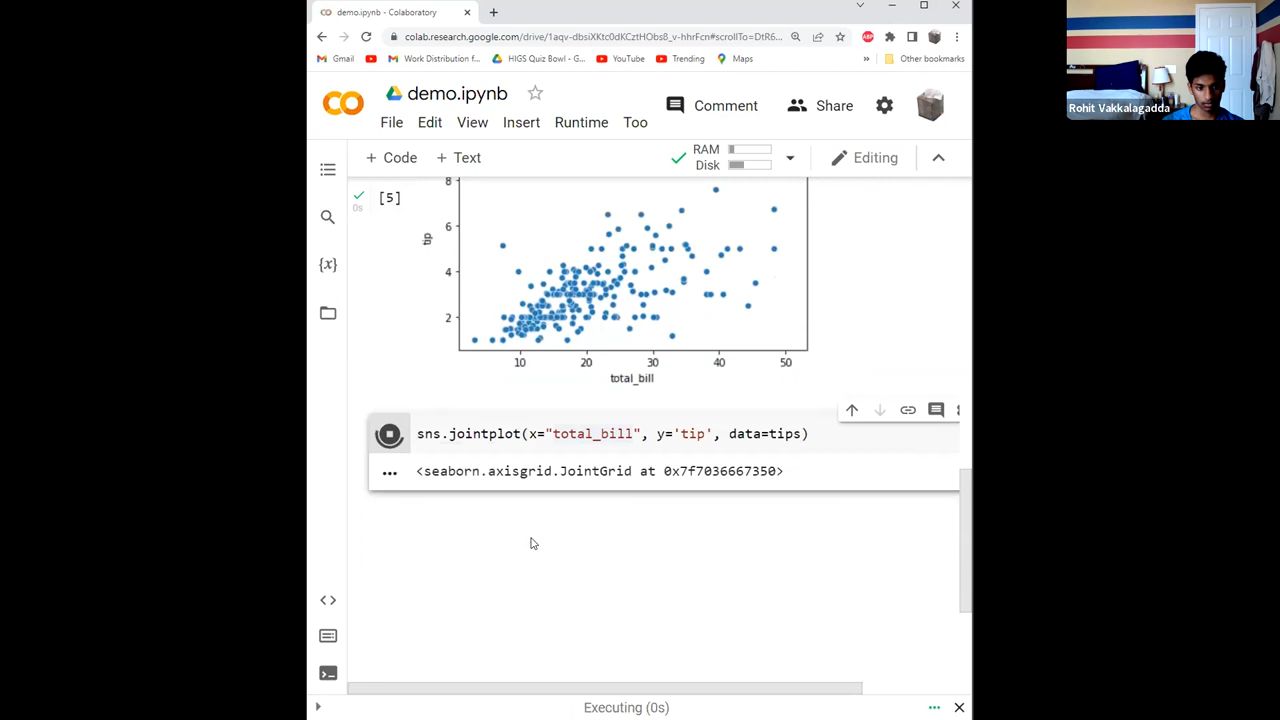 demo.ipynb - Colaboratory
colab.research.google.com/drive/1aqv-dbsiXKtc0dKCztHObs8_v-hhrFcn#scrollTo=DtR6...
Gmail
Work Distribution f...
HIGS Quiz Bowl - G...
YouTube
Trending
Maps
»
Other bookmarks
demo.ipynb
Comment
Share
File Edit View Insert Runtime Too
+ Code + Text
RAM
Disk
Editing
[5]
0s
8
6
4
2
tip
10 20 30 40 50
total_bill
sns.jointplot(x="total_bill", y='tip', data=tips)
... <seaborn.axisgrid.JointGrid at 0x7f7036667350>
{x}
Executing (0s)
Rohit Vakkalagadda
ABP